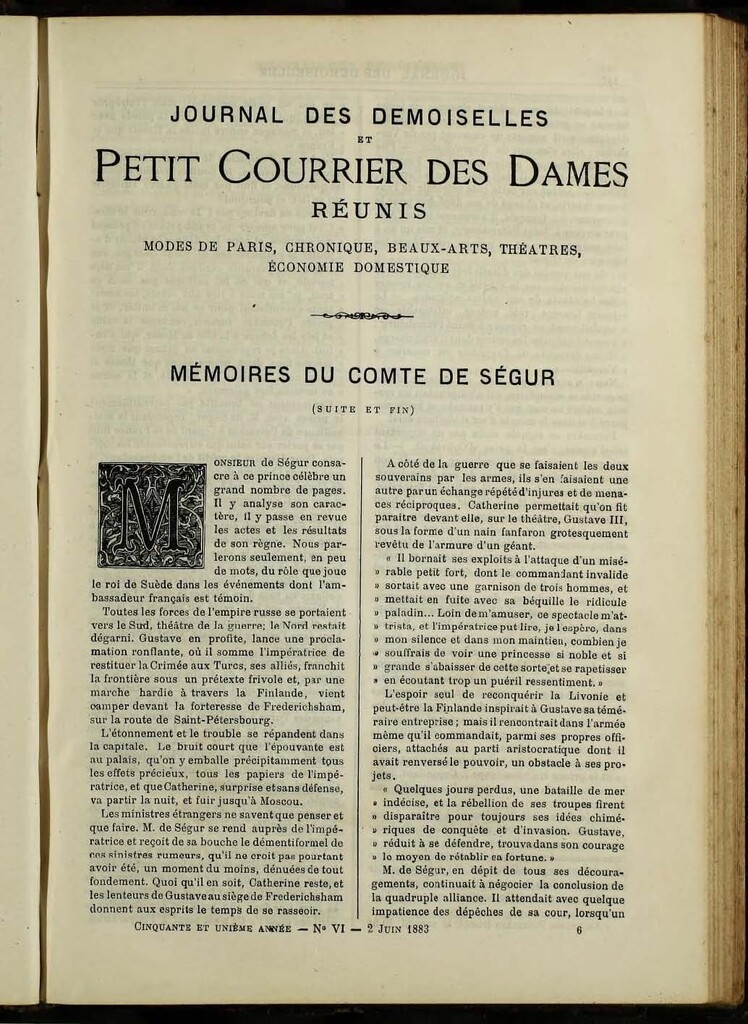 JOURNAL DES DEMOISELLES
ET
PETIT COURRIER DES DAMES
RÉUNIS
MODES DE PARIS, CHRONIQUE, BEAUX-ARTS, THÉATRES,
ÉCONOMIE DOMESTIQUE
MÉMOIRES DU COMTE DE SÉGUR
(SUITE ET FIN)
MONSIEUR de Ségur consa-
cre à ce prince célèbre un
grand nombre de pages.
Il y analyse son carac-
tère, il y passe en revue
les actes et les résultats
de son règne. Nous par-
lerons seulement, en peu
de mots, du rôle que joue
le roi de Suède dans les événements dont l'am-
bassadeur français est témoin.
Toutes les forces de l'empire russe se portaient
vers le Sud, théâtre de la guerre; le Nord restait
dégarni. Gustave en profite, lance une procla-
mation ronflante, où il somme l'impératrice de
restituer la Crimée aux Turcs, ses alliés, franchit
la frontière sous un prétexte frivole et, par une
marche hardie à travers la Finlande, vient
camper devant la forteresse de Frederichsham,
sur la route de Saint-Pétersbourg.
L'étonnement et le trouble se répandent dans
la capitale. Le bruit court que l'épouvante est
au palais, qu'on y emballe précipitamment tous
les effets précieux, tous les papiers de l'impé-
ratrice, et que Catherine, surprise et sans défense,
va partir la nuit, et fuir jusqu'à Moscou.
Les ministres étrangers ne savent que penser et
que faire. M. de Ségur se rend auprès de l'impé-
ratrice et reçoit de sa bouche le démenti formel de
ces sinistres rumeurs, qu'il ne croit pas pourtant
avoir été, un moment du moins, dénuées de tout
fondement. Quoi qu'il en soit, Catherine reste, et
les lenteurs de Gustave au siège de Frederichsham
donnent aux esprits le temps de se rasseoir.
A côté de la guerre que se faisaient les deux
souverains par les armes, ils s'en faisaient une
autre par un échange répété d'injures et de mena-
ces réciproques. Catherine permettait qu'on fît
paraître devant elle, sur le théâtre, Gustave III,
sous la forme d'un nain fanfaron grotesquement
revêtu de l'armure d'un géant.
« Il bornait ses exploits à l'attaque d'un misé-
» rable petit fort, dont le commandant invalide
» sortait avec une garnison de trois hommes, et
» mettait en fuite avec sa béquille le ridicule
» paladin... Loin de m'amuser, ce spectacle m'at-
» trista, et l'impératrice put lire, je l'espère, dans
» mon silence et dans mon maintien, combien je
» souffrais de voir une princesse si noble et si
» grande s'abaisser de cette sorte, et se rapetisser
» en écoutant trop un puéril ressentiment. »
L'espoir seul de reconquérir la Livonie et
peut-être la Finlande inspirait à Gustave sa témé-
raire entreprise; mais il rencontrait dans l'armée
même qu'il commandait, parmi ses propres offi-
ciers, attachés au parti aristocratique dont il
avait renversé le pouvoir, un obstacle à ses pro-
jets.
« Quelques jours perdus, une bataille de mer
» indécise, et la rébellion de ses troupes firent
» disparaître pour toujours ses idées chimé-
» riques de conquête et d'invasion. Gustave,
» réduit à se défendre, trouva dans son courage
» le moyen de rétablir sa fortune. »
M. de Ségur, en dépit de tous ses découra-
gements, continuait à négocier la conclusion de
la quadruple alliance. Il attendait avec quelque
impatience des dépêches de sa cour, lorsqu'un
CINQUANTE ET UNIÈME ANNÉE — No VI — 2 JUIN 1883
6